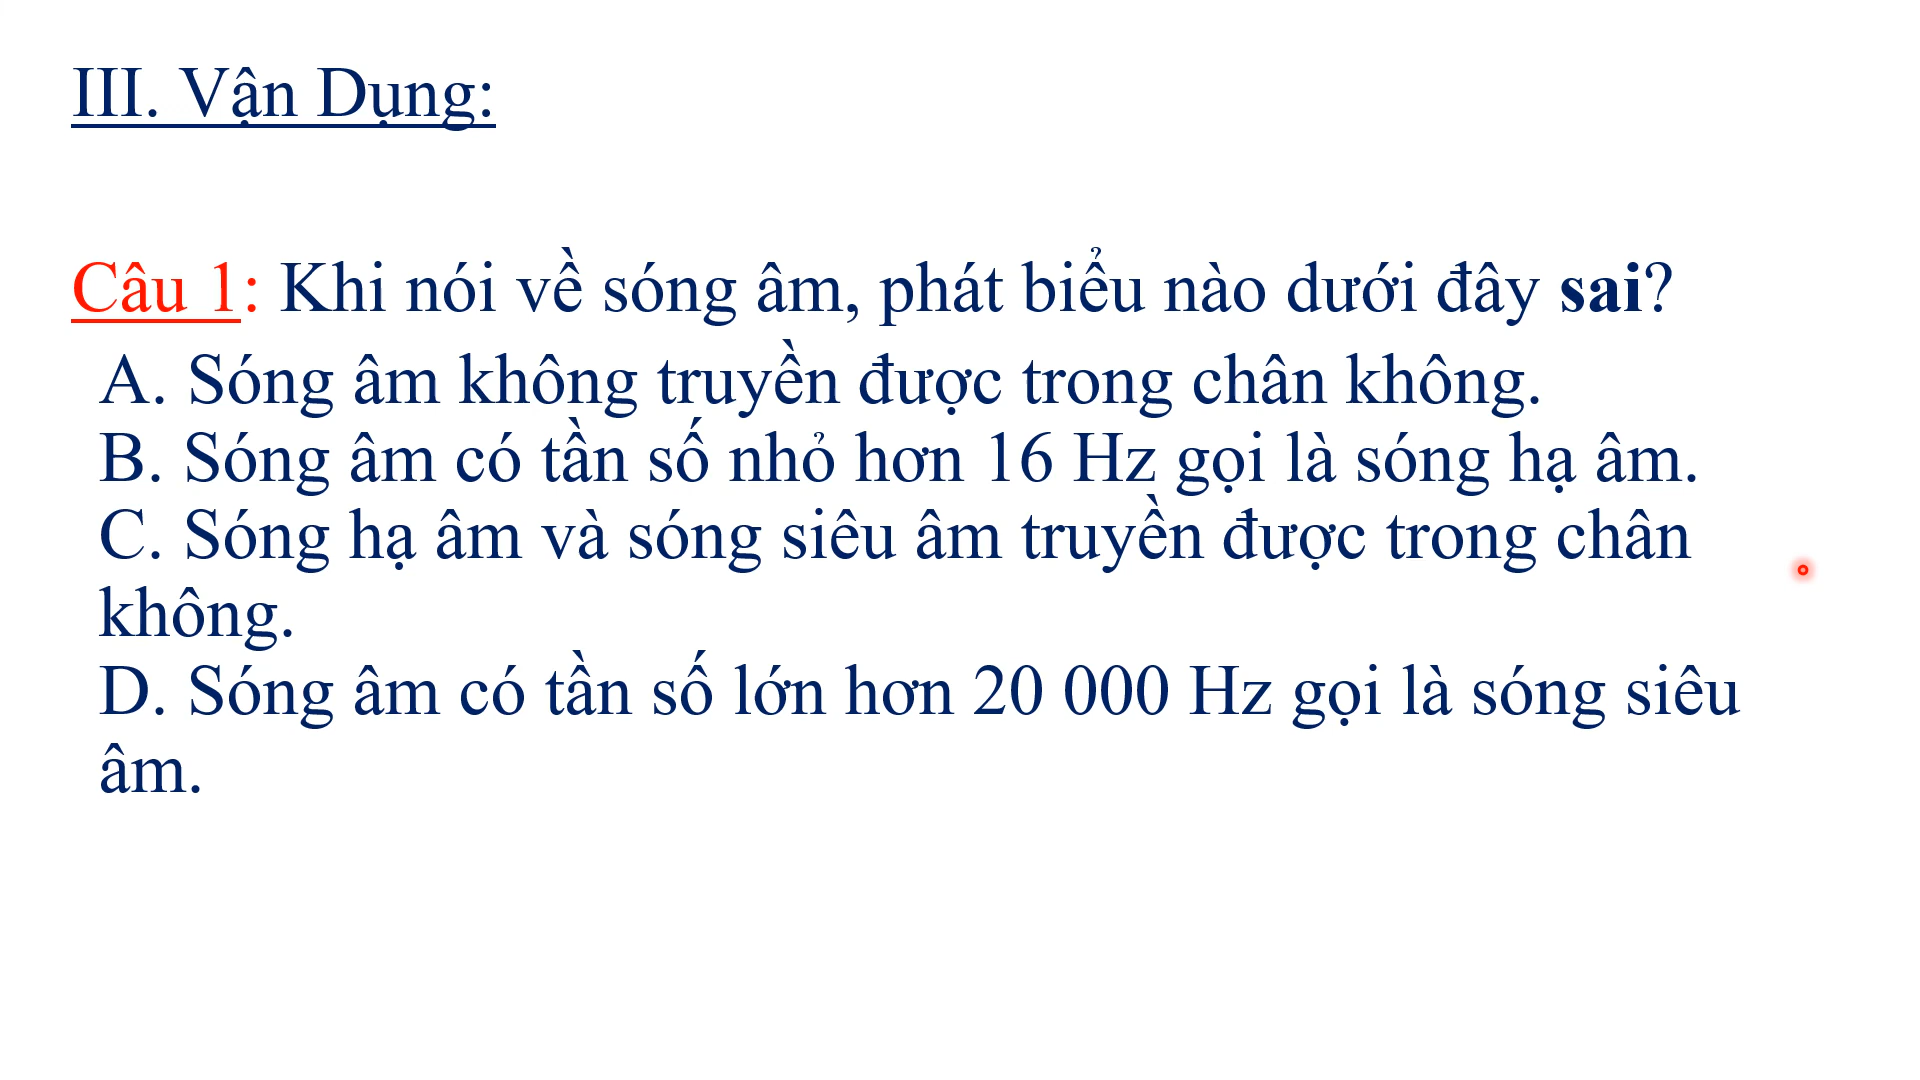 III. Vận Dụng:
Câu 1: Khi nói về sóng âm, phát biểu nào dưới đây sai?
A. Sóng âm không truyền được trong chân không.
B. Sóng âm có tần số nhỏ hơn 16 Hz gọi là sóng hạ âm.
C. Sóng hạ âm và sóng siêu âm truyền được trong chân
không.
D. Sóng âm có tần số lớn hơn 20 000 Hz gọi là sóng siêu
âm.